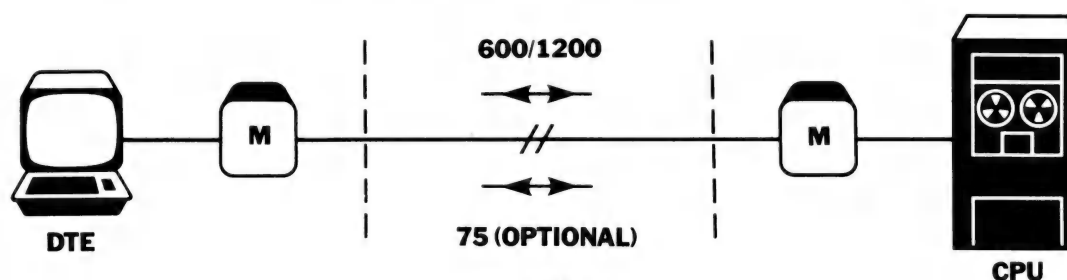 600/1200
M
M
75 (OPTIONAL)
DTE
CPU